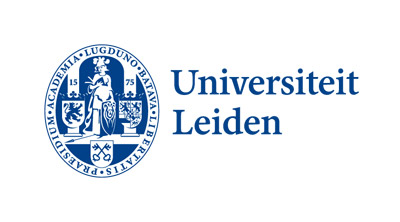 ACADEMIA · LUGDUNO · BATAVA · LIBERTATIS · PRAESIDIUM ·
15 75
Universiteit
Leiden